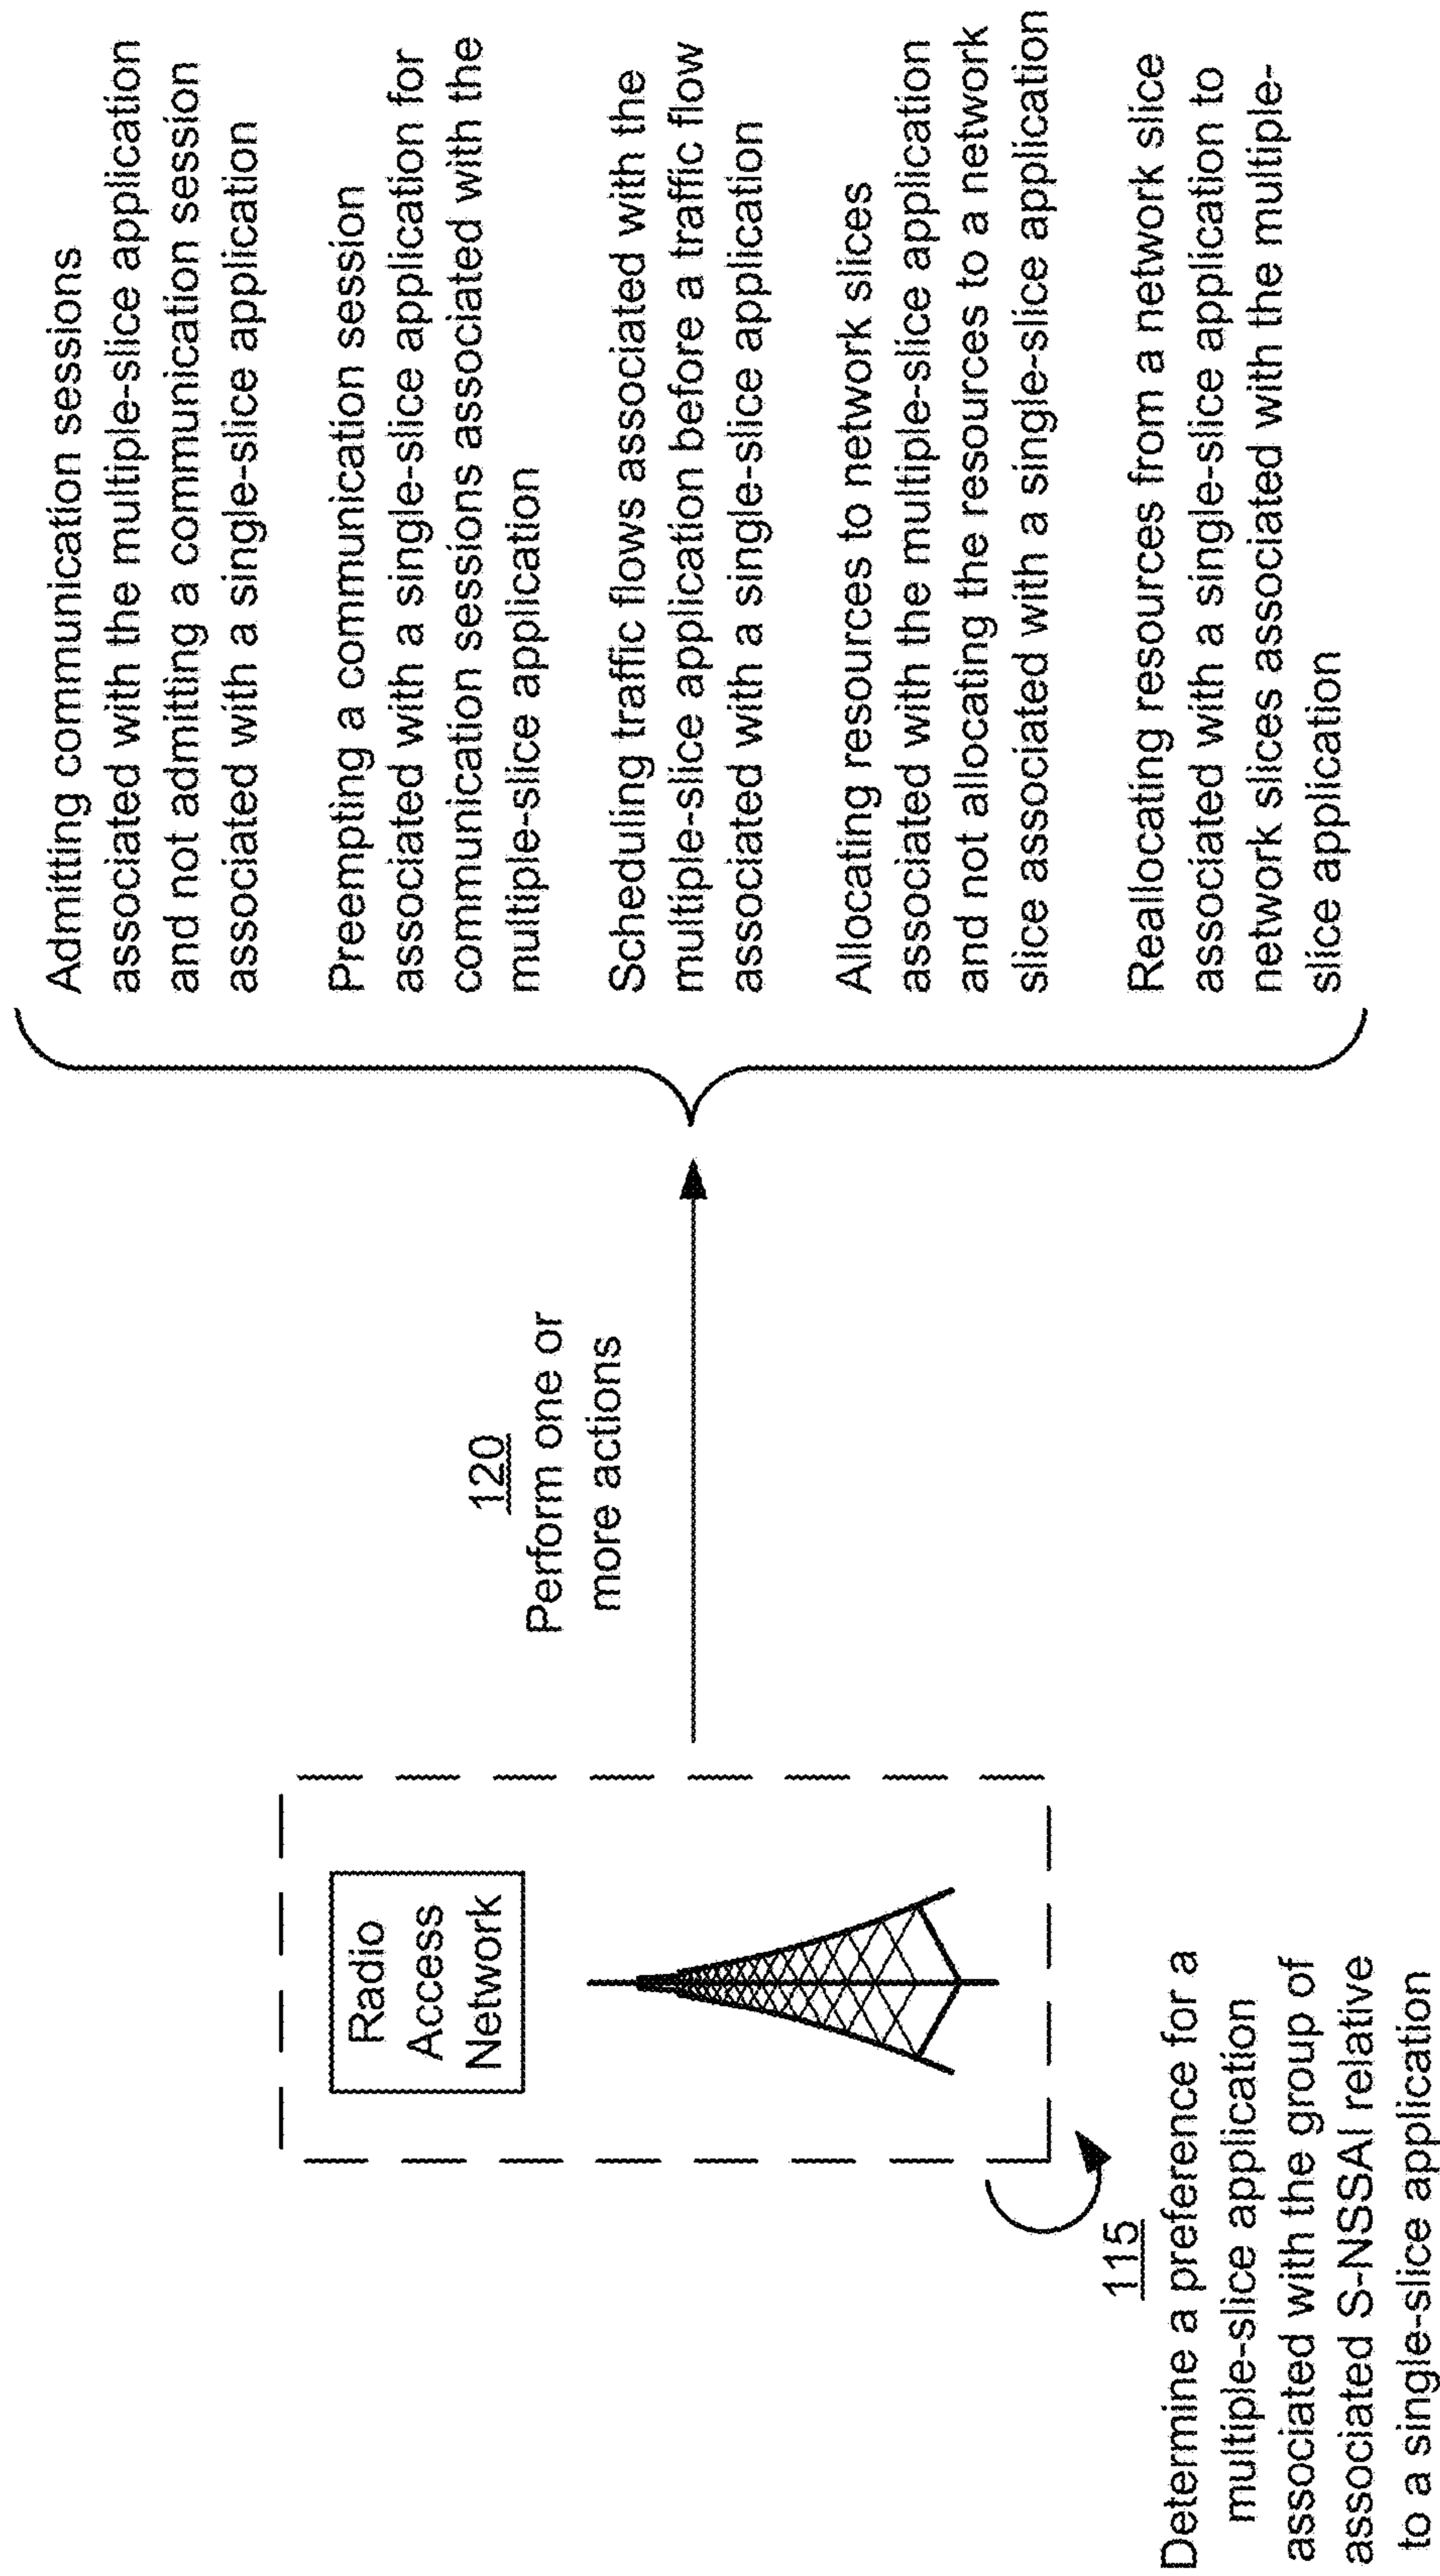 Radio
Access
Network
115
Determine a preference for a
multiple-slice application
associated with the group of
associated S-NSSAI relative
to a single-slice application
120
Perform one or
more actions
Admitting communication sessions
associated with the multiple-slice application
and not admitting a communication session
associated with a single-slice application
Preempting a communication session
associated with a single-slice application for
communication sessions associated with the
multiple-slice application
Scheduling traffic flows associated with the
multiple-slice application before a traffic flow
associated with a single-slice application
Allocating resources to network slices
associated with the multiple-slice application
and not allocating the resources to a network
slice associated with a single-slice application
Reallocating resources from a network slice
associated with a single-slice application to
network slices associated with the multiple-
slice application